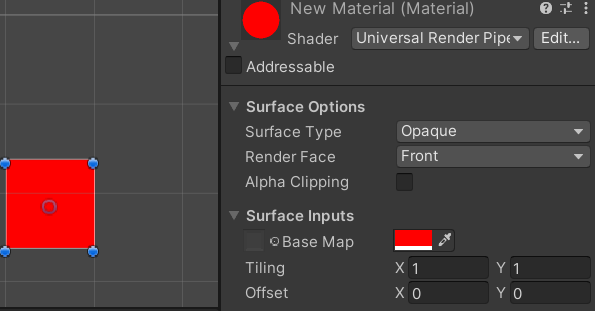 New Material (Material)
Shader Universal Render Pipe Edit...
Addressable
Surface Options
Surface Type Opaque
Render Face Front
Alpha Clipping
Surface Inputs
Base Map
Tiling X 1 Y 1
Offset X 0 Y 0